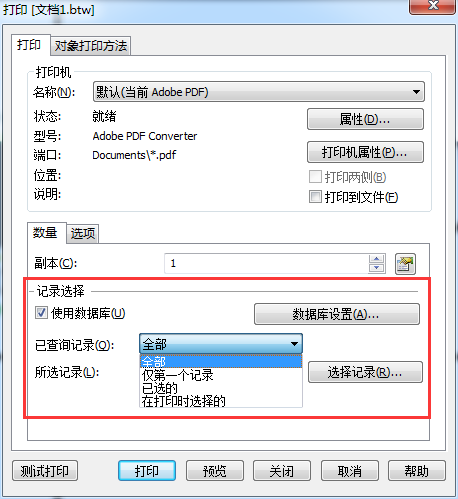 打印 [文档1.btw]
打印 对象打印方法
打印机
名称(N): 默认(当前 Adobe PDF)
状态: 就绪 属性(D)...
型号: Adobe PDF Converter
端口: Documents\*.pdf 打印机属性(P)...
位置: 打印两侧(B)
说明: 打印到文件(F)
数量 选项
副本(C): 1
记录选择
使用数据库(U) 数据库设置(A)...
已查询记录(O): 全部
全部
所选记录(L): 仅第一个记录 选择记录(R)...
已选的
在打印时选择的
测试打印 打印 预览 关闭 取消 帮助